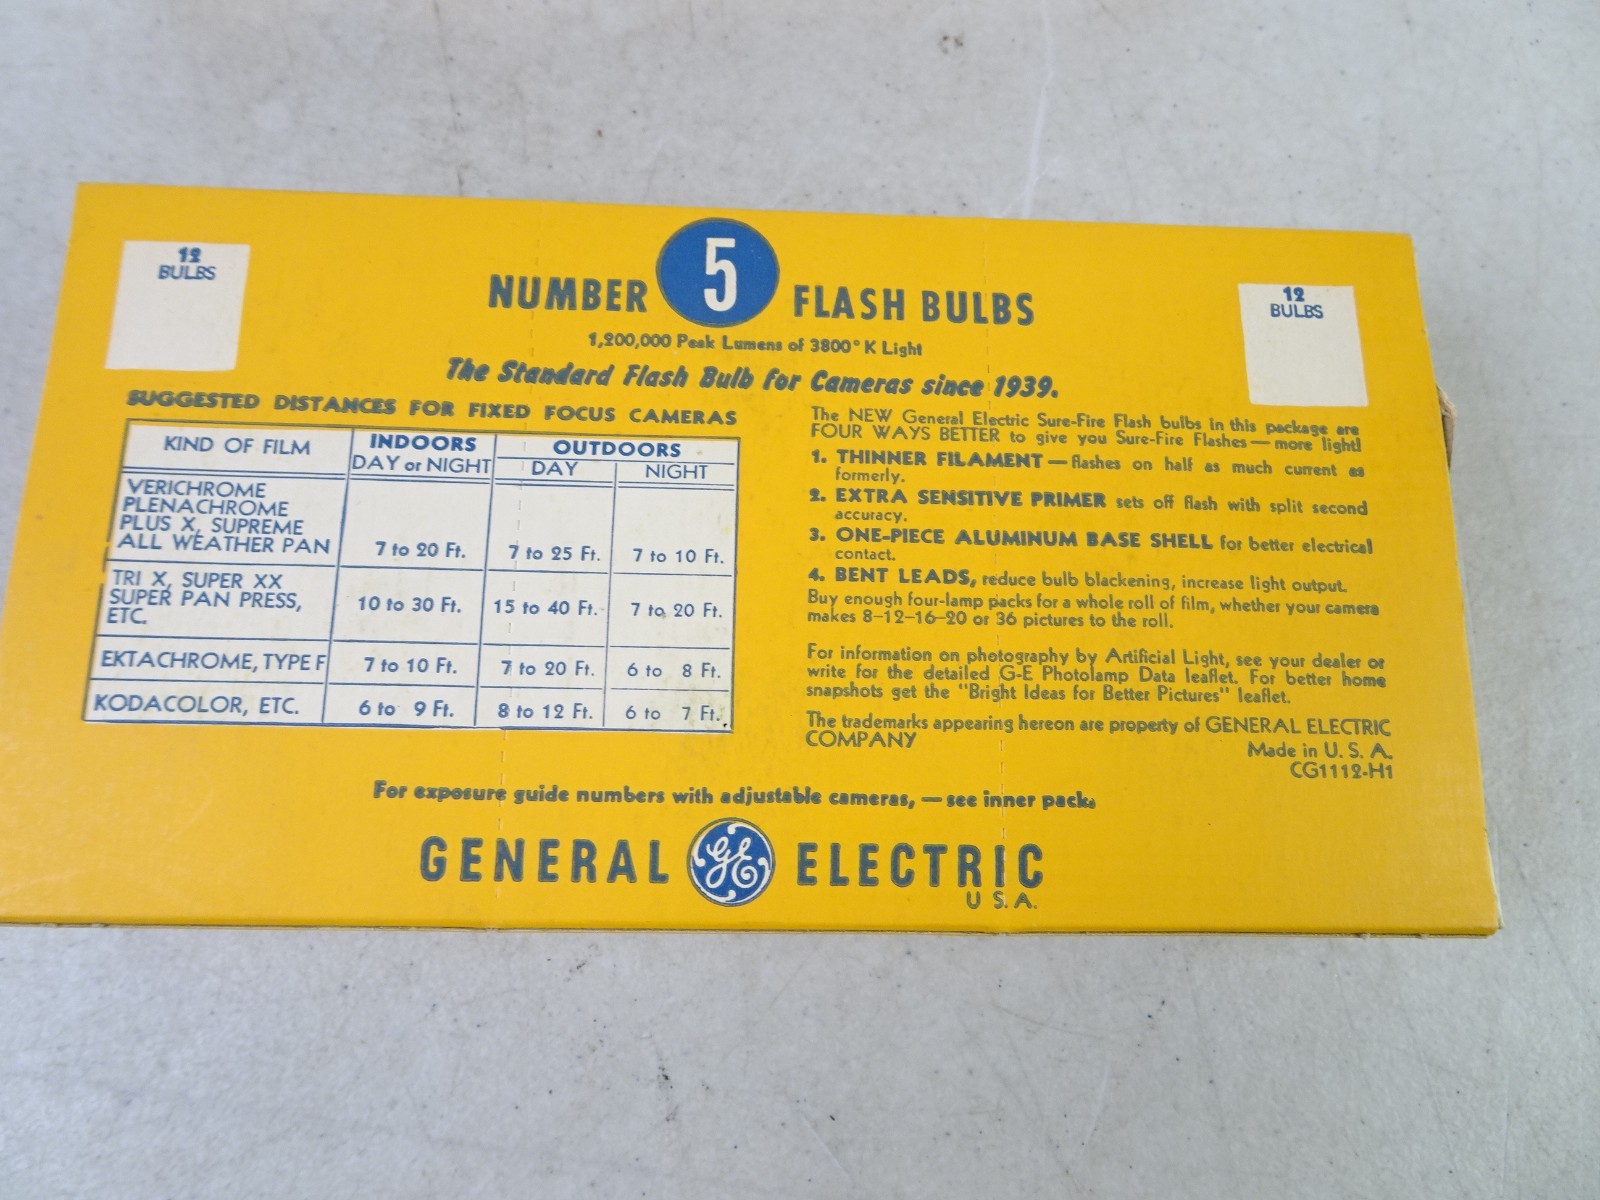 12
BULBS
NUMBER 5 FLASH BULBS
12
BULBS
1,200,000 Peak Lumens of 3800° K Light
The Standard Flash Bulb for Cameras since 1939.
SUGGESTED DISTANCES FOR FIXED FOCUS CAMERAS
KIND OF FILM INDOORS OUTDOORS
DAY or NIGHT DAY NIGHT
VERICHROME
PLENACHROME
PLUS X, SUPREME
ALL WEATHER PAN 7 to 20 Ft. 7 to 25 Ft. 7 to 10 Ft.
TRI X, SUPER XX
SUPER PAN PRESS, 10 to 30 Ft. 15 to 40 Ft. 7 to 20 Ft.
ETC.
EKTACHROME, TYPE F 7 to 10 Ft. 7 to 20 Ft. 6 to 8 Ft.
KODACOLOR, ETC. 6 to 9 Ft. 8 to 12 Ft. 6 to 7 Ft.
The NEW General Electric Sure-Fire Flash bulbs in this package are
FOUR WAYS BETTER to give you Sure-Fire Flashes — more light!
1. THINNER FILAMENT — flashes on half as much current as
formerly.
2. EXTRA SENSITIVE PRIMER sets off flash with split second
accuracy.
3. ONE-PIECE ALUMINUM BASE SHELL for better electrical
contact.
4. BENT LEADS, reduce bulb blackening, increase light output.
Buy enough four-lamp packs for a whole roll of film, whether your camera
makes 8-12-16-20 or 36 pictures to the roll.
For information on photography by Artificial Light, see your dealer or
write for the detailed G-E Photolamp Data leaflet. For better home
snapshots get the "Bright Ideas for Better Pictures" leaflet.
The trademarks appearing hereon are property of GENERAL ELECTRIC
COMPANY
Made in U. S. A.
CG1112-H1
For exposure guide numbers with adjustable cameras, — see inner packs
GENERAL GE ELECTRIC
U S. A.